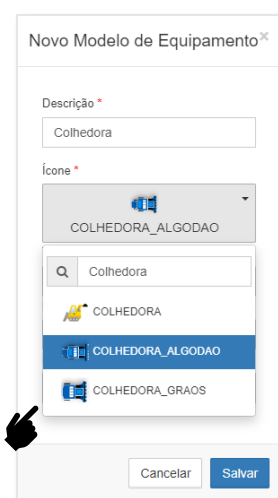 Novo Modelo de Equipamento×
Descrição *
Colhedora
Ícone *
COLHEDORA_ALGODAO
Colhedora
COLHEDORA
COLHEDORA_ALGODAO
COLHEDORA_GRAOS
Cancelar Salvar